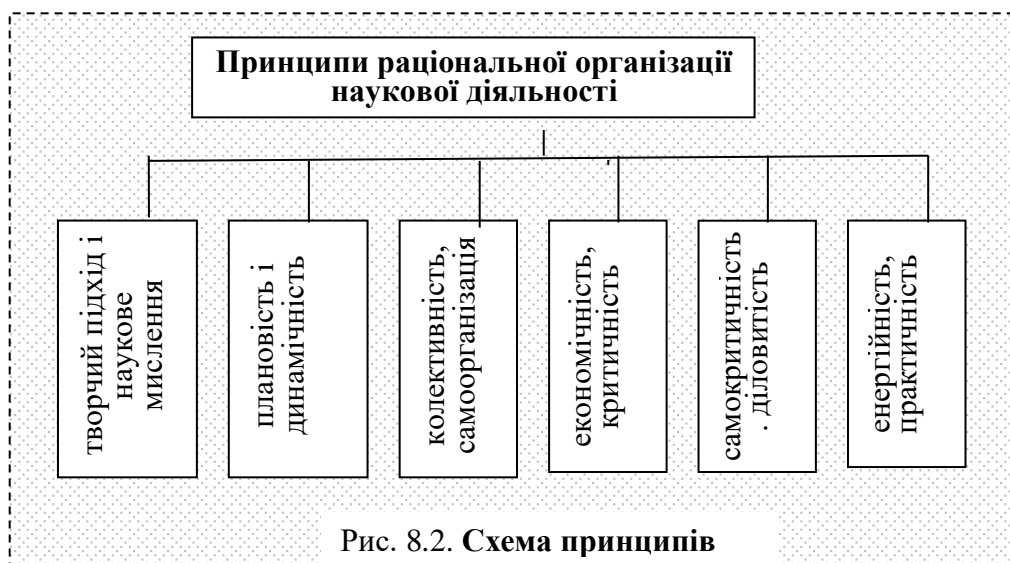 Принципи раціональної організації
наукової діяльності
творчий підхід і
наукове
мислення
плановість і
динамічність
колективність,
самоорганізація
економічність,
критичність
самокритичність
. діловитість
енергійність,
практичність
Рис. 8.2. Схема принципів